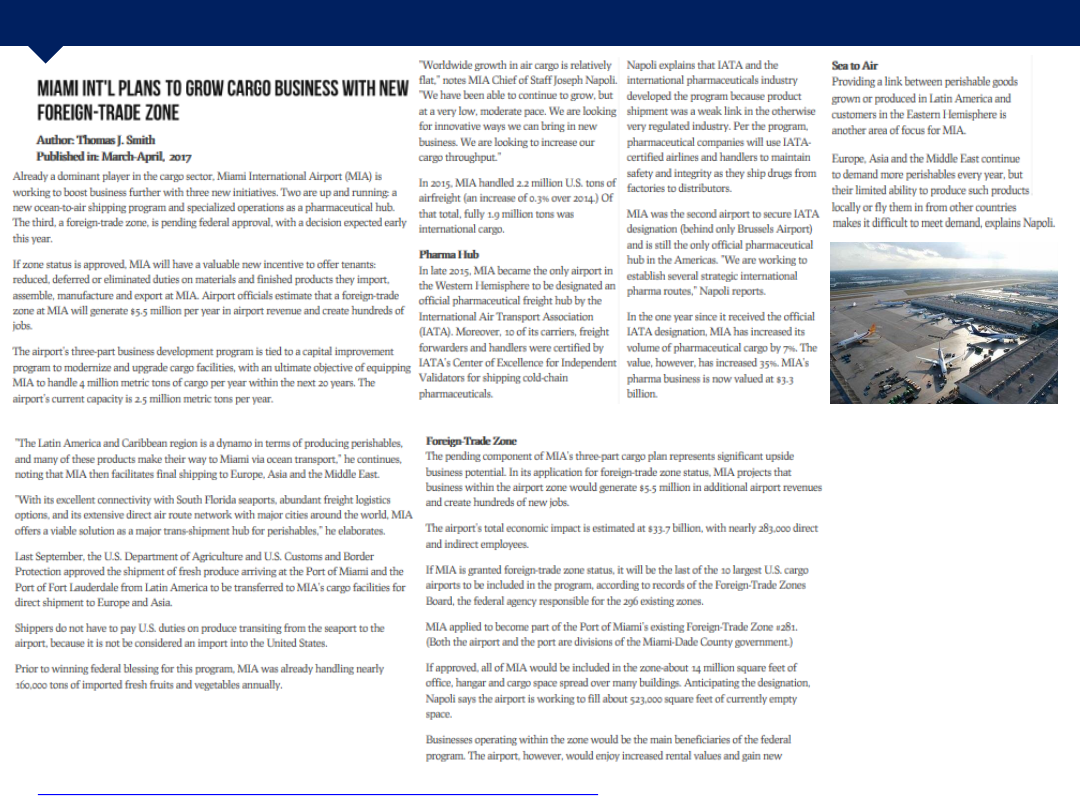 MIAMI INT'L PLANS TO GROW CARGO BUSINESS WITH NEW
FOREIGN-TRADE ZONE
Author: Thomas J. Smith
Published in: March-April, 2017
Already a dominant player in the cargo sector, Miami International Airport (MIA) is
working to boost business further with three new initiatives. Two are up and running: a
new ocean-to-air shipping program and specialized operations as a pharmaceutical hub.
The third, a foreign-trade zone, is pending federal approval, with a decision expected early
this year.
If zone status is approved, MIA will have a valuable new incentive to offer tenants:
reduced, deferred or eliminated duties on materials and finished products they import,
assemble, manufacture and export at MIA. Airport officials estimate that a foreign-trade
zone at MIA will generate $5.5 million per year in airport revenue and create hundreds of
jobs.
The airport's three-part business development program is tied to a capital improvement
program to modernize and upgrade cargo facilities, with an ultimate objective of equipping
MIA to handle 4 million metric tons of cargo per year within the next 20 years. The
airport's current capacity is 2.5 million metric tons per year.
"Worldwide growth in air cargo is relatively
flat," notes MIA Chief of Staff Joseph Napoli.
"We have been able to continue to grow, but
at a very low, moderate pace. We are looking
for innovative ways we can bring in new
business. We are looking to increase our
cargo throughput."
In 2015, MIA handled 2.2 million U.S. tons of
airfreight (an increase of 0.3% over 2014.) Of
that total, fully 1.9 million tons was
international cargo.
Pharma Hub
In late 2015, MIA became the only airport in
the Western Hemisphere to be designated an
official pharmaceutical freight hub by the
International Air Transport Association
(IATA). Moreover, 10 of its carriers, freight
forwarders and handlers were certified by
IATA's Center of Excellence for Independent
Validators for shipping cold-chain
pharmaceuticals.
Napoli explains that IATA and the
international pharmaceuticals industry
developed the program because product
shipment was a weak link in the otherwise
very regulated industry. Per the program,
pharmaceutical companies will use IATA-
certified airlines and handlers to maintain
safety and integrity as they ship drugs from
factories to distributors.
MIA was the second airport to secure IATA
designation (behind only Brussels Airport)
and is still the only official pharmaceutical
hub in the Americas. "We are working to
establish several strategic international
pharma routes," Napoli reports.
In the one year since it received the official
IATA designation, MIA has increased its
volume of pharmaceutical cargo by 7%. The
value, however, has increased 35%. MIA's
pharma business is now valued at $3.3
billion.
Sea to Air
Providing a link between perishable goods
grown or produced in Latin America and
customers in the Eastern Hemisphere is
another area of focus for MIA.
Europe, Asia and the Middle East continue
to demand more perishables every year, but
their limited ability to produce such products
locally or fly them in from other countries
makes it difficult to meet demand, explains Napoli.
"The Latin America and Caribbean region is a dynamo in terms of producing perishables,
and many of these products make their way to Miami via ocean transport," he continues,
noting that MIA then facilitates final shipping to Europe, Asia and the Middle East.
"With its excellent connectivity with South Florida seaports, abundant freight logistics
options, and its extensive direct air route network with major cities around the world, MIA
offers a viable solution as a major trans-shipment hub for perishables," he elaborates.
Last September, the U.S. Department of Agriculture and U.S. Customs and Border
Protection approved the shipment of fresh produce arriving at the Port of Miami and the
Port of Fort Lauderdale from Latin America to be transferred to MIA's cargo facilities for
direct shipment to Europe and Asia.
Shippers do not have to pay U.S. duties on produce transiting from the seaport to the
airport, because it is not be considered an import into the United States.
Prior to winning federal blessing for this program, MIA was already handling nearly
160,000 tons of imported fresh fruits and vegetables annually.
Foreign-Trade Zone
The pending component of MIA's three-part cargo plan represents significant upside
business potential. In its application for foreign-trade zone status, MIA projects that
business within the airport zone would generate $5.5 million in additional airport revenues
and create hundreds of new jobs.
The airport's total economic impact is estimated at $33.7 billion, with nearly 283,000 direct
and indirect employees.
If MIA is granted foreign-trade zone status, it will be the last of the 10 largest U.S. cargo
airports to be included in the program, according to records of the Foreign-Trade Zones
Board, the federal agency responsible for the 296 existing zones.
MIA applied to become part of the Port of Miami's existing Foreign-Trade Zone #281.
(Both the airport and the port are divisions of the Miami-Dade County government.)
If approved, all of MIA would be included in the zone-about 14 million square feet of
office, hangar and cargo space spread over many buildings. Anticipating the designation,
Napoli says the airport is working to fill about 523,000 square feet of currently empty
space.
Businesses operating within the zone would be the main beneficiaries of the federal
program. The airport, however, would enjoy increased rental values and gain new